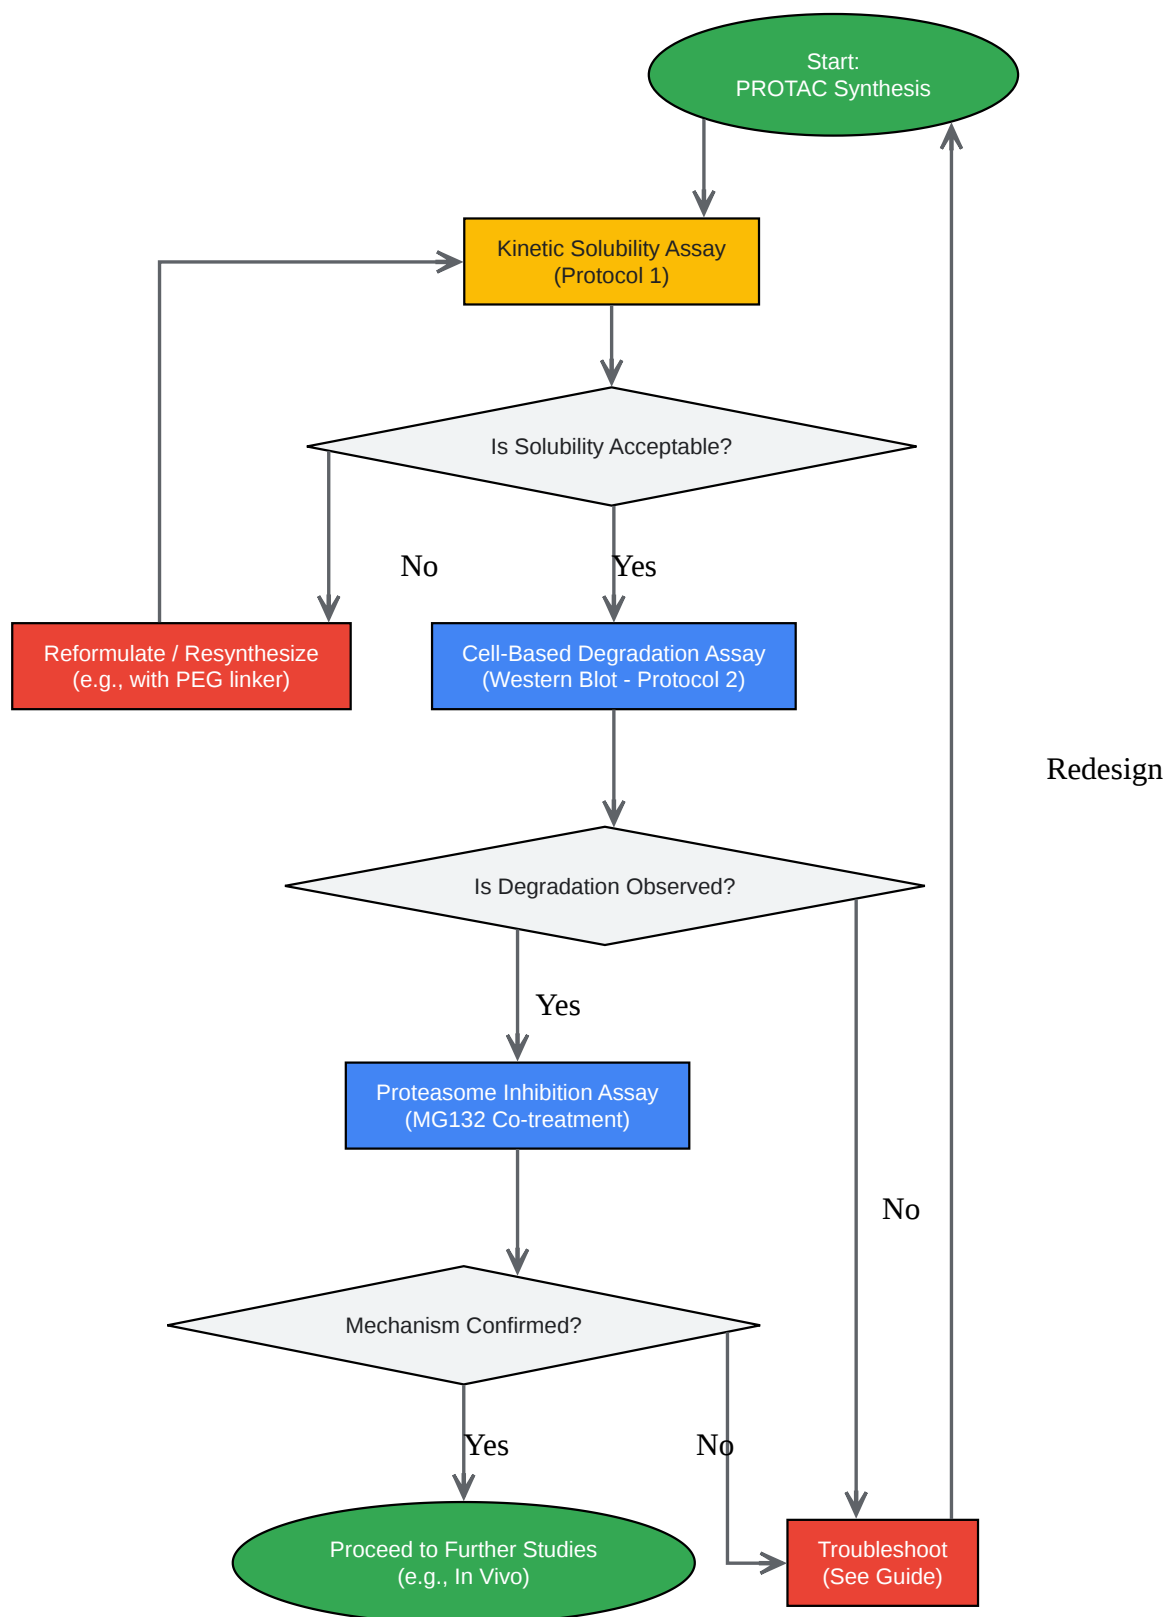 Start:
PROTAC Synthesis
Kinetic Solubility Assay
(Protocol 1)
Is Solubility Acceptable?
No
Yes
Reformulate / Resynthesize
(e.g., with PEG linker)
Cell-Based Degradation Assay
(Western Blot - Protocol 2)
Redesign
Is Degradation Observed?
Yes
Proteasome Inhibition Assay
(MG132 Co-treatment)
No
Mechanism Confirmed?
Yes
No
Proceed to Further Studies
(e.g., In Vivo)
Troubleshoot
(See Guide)